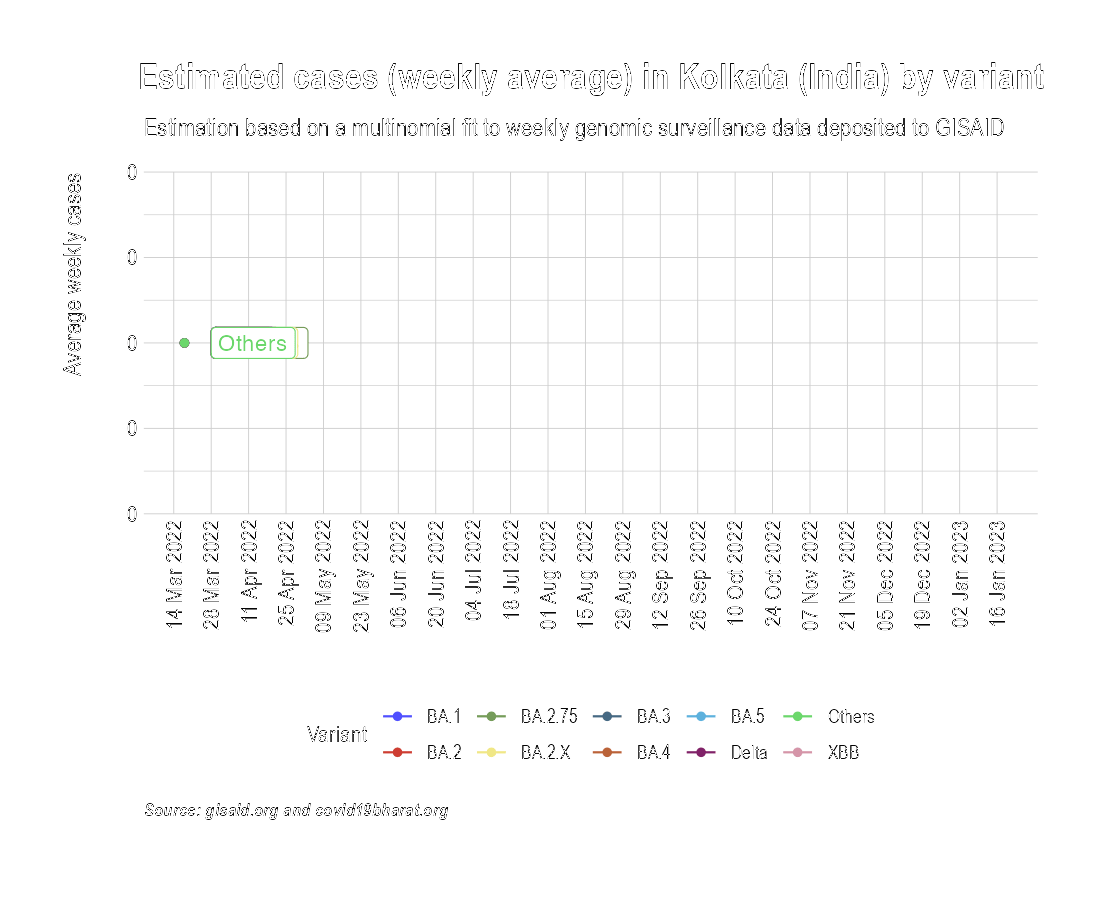 Estimated cases (weekly average) in Kolkata (India) by variant
Estimation based on a multinomial fit to weekly genomic surveillance data deposited to GISAID
Average weekly cases
0
0
0
0
0
Others
14 Mar 2022
28 Mar 2022
11 Apr 2022
25 Apr 2022
09 May 2022
23 May 2022
06 Jun 2022
20 Jun 2022
04 Jul 2022
18 Jul 2022
01 Aug 2022
15 Aug 2022
29 Aug 2022
12 Sep 2022
26 Sep 2022
10 Oct 2022
24 Oct 2022
07 Nov 2022
21 Nov 2022
05 Dec 2022
19 Dec 2022
02 Jan 2023
16 Jan 2023
Variant
BA.1 BA.2.75 BA.3 BA.5 Others
BA.2 BA.2.X BA.4 Delta XBB
Source: gisaid.org and covid19bharat.org